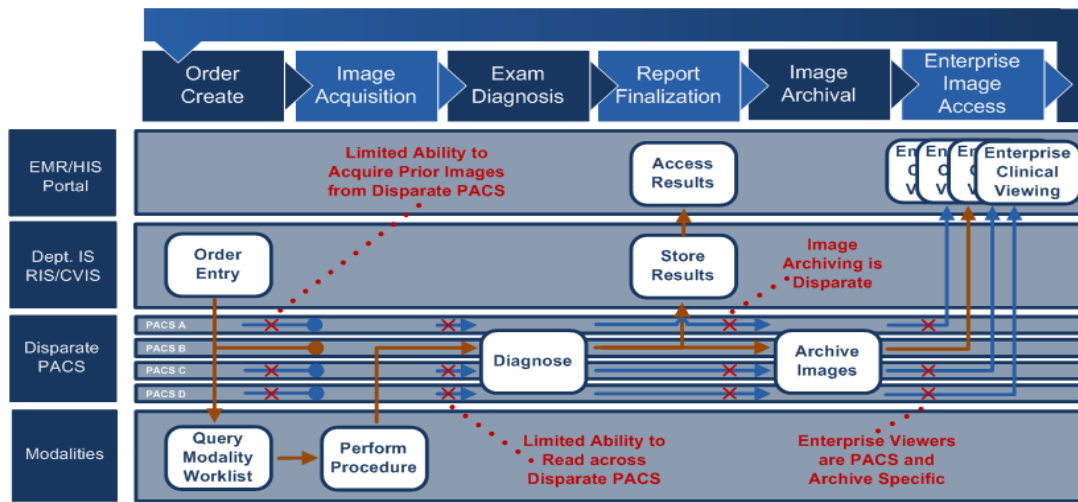 Order
Create
Image
Acquisition
Exam
Diagnosis
Report
Finalization
Image
Archival
Enterprise
Image
Access
EMR/HIS
Portal
Limited Ability to
Acquire Prior Images
from Disparate PACS
Access
Results
En
C
V
En
C
V
En
C
V
Enterprise
Clinical
Viewing
Dept. IS
RIS/CVIS
Order
Entry
Store
Results
Image
Archiving is
Disparate
Disparate
PACS
PACS A
PACS B
PACS C
PACS D
Diagnose
Archive
Images
Modalities
Query
Modality
Worklist
Perform
Procedure
Limited Ability to
Read across
Disparate PACS
Enterprise Viewers
are PACS and
Archive Specific